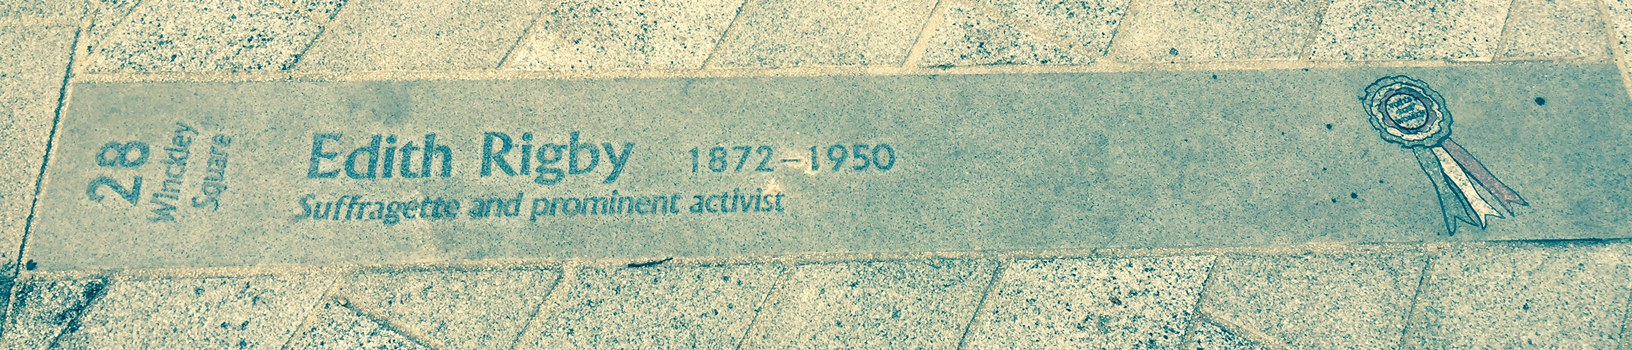 28
Winckley
Square
Edith Rigby 1872–1950
Suffragette and prominent activist